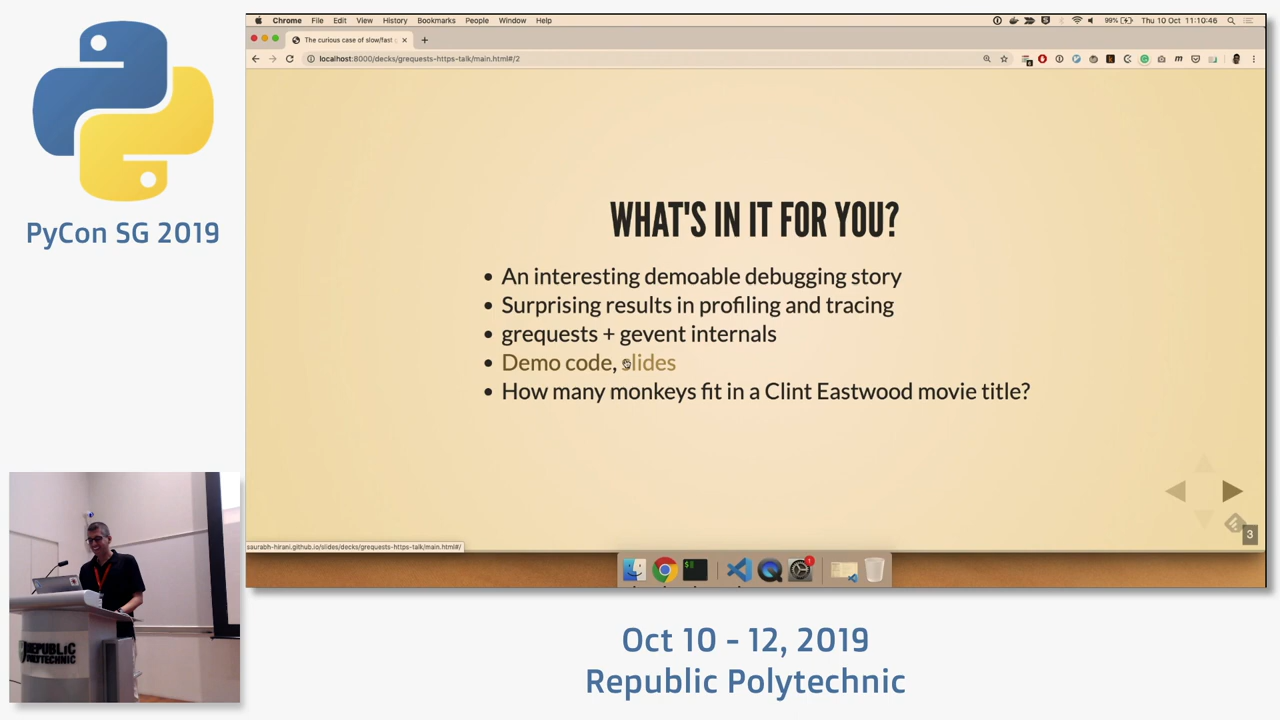 PyCon SG 2019
Chrome File Edit View History Bookmarks People Window Help
99% Thu 10 Oct 11:10:46
The curious case of slow/fast
localhost:8000/decks/grequests-https-talk/main.html#/2
WHAT'S IN IT FOR YOU?
An interesting demoable debugging story
Surprising results in profiling and tracing
grequests + gevent internals
Demo code, slides
How many monkeys fit in a Clint Eastwood movie title?
3
saurabh-hirani.github.io/slides/decks/grequests-https-talk/main.html#/
REPUBLIC
POLYTECHNIC
Oct 10 - 12, 2019
Republic Polytechnic